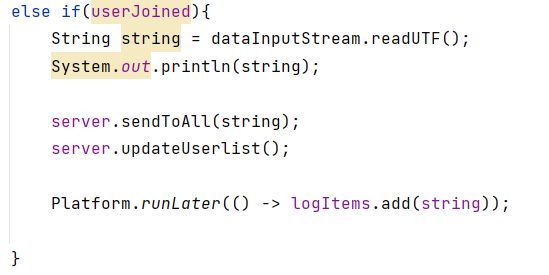 else if(userJoined){
String string = dataInputStream.readUTF();
System.out.println(string);
server.sendToAll(string);
server.updateUserlist();
Platform.runLater(() -> logItems.add(string));
}